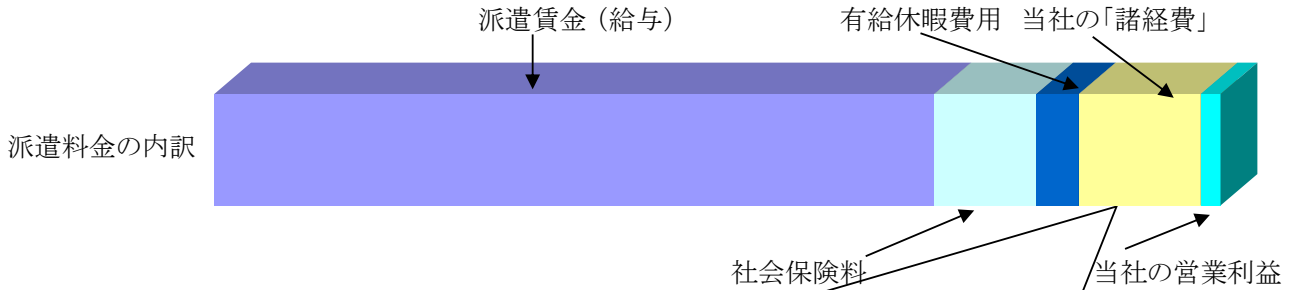 派遣賃金（給与）
有給休暇費用
当社の「諸経費」
派遣料金の内訳
社会保険料
当社の営業利益